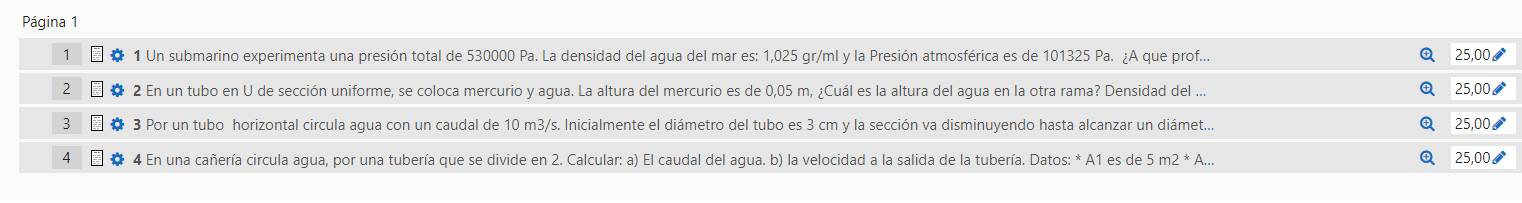 Página 1
1 1 Un submarino experimenta una presión total de 530000 Pa. La densidad del agua del mar es: 1,025 gr/ml y la Presión atmosférica es de 101325 Pa. ¿A que prof... 25,00
2 2 En un tubo en U de sección uniforme, se coloca mercurio y agua. La altura del mercurio es de 0,05 m, ¿Cuál es la altura del agua en la otra rama? Densidad del ... 25,00
3 3 Por un tubo horizontal circula agua con un caudal de 10 m3/s. Inicialmente el diámetro del tubo es 3 cm y la sección va disminuyendo hasta alcanzar un diámet... 25,00
4 4 En una cañería circula agua, por una tubería que se divide en 2. Calcular: a) El caudal del agua. b) la velocidad a la salida de la tubería. Datos: * A1 es de 5 m2 * A... 25,00